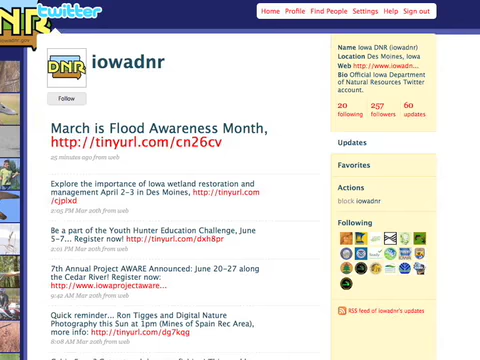 DNR
iowadnr.gov
twitter
Home Profile Find People Settings Help Sign out
DNR
iowadnr
Follow
March is Flood Awareness Month,
http://tinyurl.com/cn26cv
25 minutes ago from web
Explore the importance of Iowa wetland restoration and
management April 2-3 in Des Moines, http://tinyurl.com
/cjplxd
2:05 PM Mar 20th from web
Be a part of the Youth Hunter Education Challenge, June
5-7... Register now! http://tinyurl.com/dxh8pr
2:01 PM Mar 20th from web
7th Annual Project AWARE Announced: June 20-27 along
the Cedar River! Register now:
http://www.iowaprojectaware...
9:42 AM Mar 20th from web
Quick reminder... Ron Tigges and Digital Nature
Photography this Sun at 1pm (Mines of Spain Rec Area),
more info: http://tinyurl.com/dg7kqg
6:08 AM Mar 20th from web
Name Iowa DNR (iowadnr)
Location Des Moines, Iowa
Web http://www.iowadn...
Bio Official Iowa Department
of Natural Resources Twitter
account.
20 257 60
following followers updates
Updates
Favorites
Actions
block iowadnr
Following
RSS feed of iowadnr's updates